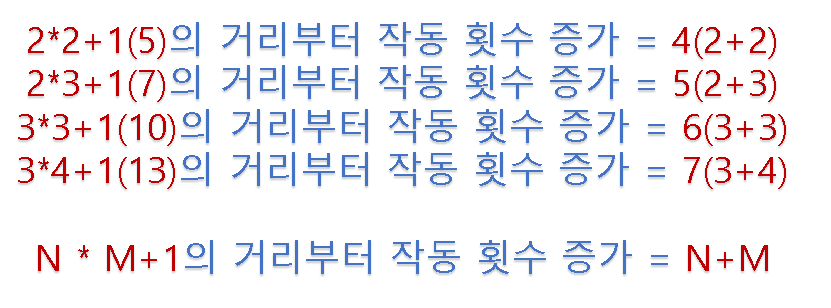 2*2+1(5)의 거리부터 작동 횟수 증가 = 4(2+2)
2*3+1(7)의 거리부터 작동 횟수 증가 = 5(2+3)
3*3+1(10)의 거리부터 작동 횟수 증가 = 6(3+3)
3*4+1(13)의 거리부터 작동 횟수 증가 = 7(3+4)
N * M+1의 거리부터 작동 횟수 증가 = N+M